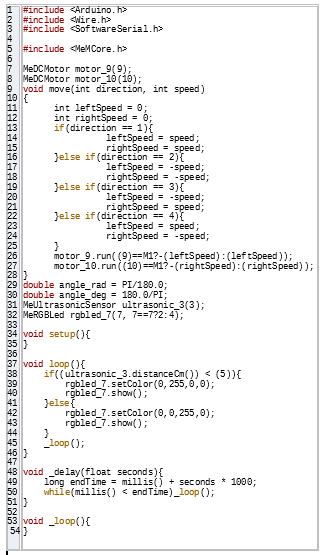 1 #include <Arduino.h>
2 #include <Wire.h>
3 #include <SoftwareSerial.h>
4
5 #include <MeMCore.h>
6
7 MeDCMotor motor_9(9);
8 MeDCMotor motor_10(10);
9 void move(int direction, int speed)
10 {
11 int leftSpeed = 0;
12 int rightSpeed = 0;
13 if(direction == 1){
14 leftSpeed = speed;
15 rightSpeed = speed;
16 }else if(direction == 2){
17 leftSpeed = -speed;
18 rightSpeed = -speed;
19 }else if(direction == 3){
20 leftSpeed = -speed;
21 rightSpeed = speed;
22 }else if(direction == 4){
23 leftSpeed = speed;
24 rightSpeed = -speed;
25 }
26 motor_9.run((9)==M1?-(leftSpeed):(leftSpeed));
27 motor_10.run((10)==M1?-(rightSpeed):(rightSpeed));
28 }
29 double angle_rad = PI/180.0;
30 double angle_deg = 180.0/PI;
31 MeUltrasonicSensor ultrasonic_3(3);
32 MeRGBLed rgbled_7(7, 7==7?2:4);
33
34 void setup(){
35 }
36
37 void loop(){
38 if((ultrasonic_3.distanceCm()) < (5)){
39 rgbled_7.setColor(0,255,0,0);
40 rgbled_7.show();
41 }else{
42 rgbled_7.setColor(0,0,255,0);
43 rgbled_7.show();
44 }
45 _loop();
46 }
47
48 void _delay(float seconds){
49 long endTime = millis() + seconds * 1000;
50 while(millis() < endTime)_loop();
51 }
52
53 void _loop(){
54 }